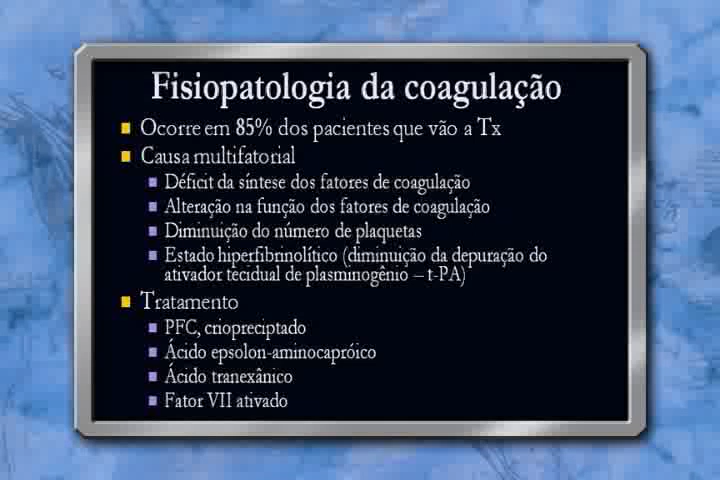 Fisiopatologia da coagulação
Ocorre em 85% dos pacientes que vão a Tx
Causa multifatorial
Déficit da síntese dos fatores de coagulação
Alteração na função dos fatores de coagulação
Diminuição do número de plaquetas
Estado hiperfibrinolítico (diminuição da depuração do
ativador tecidual de plasminogênio – t-PA)
Tratamento
PFC, criopreciptado
Ácido epsolon-aminocapróico
Ácido tranexânico
Fator VII ativado